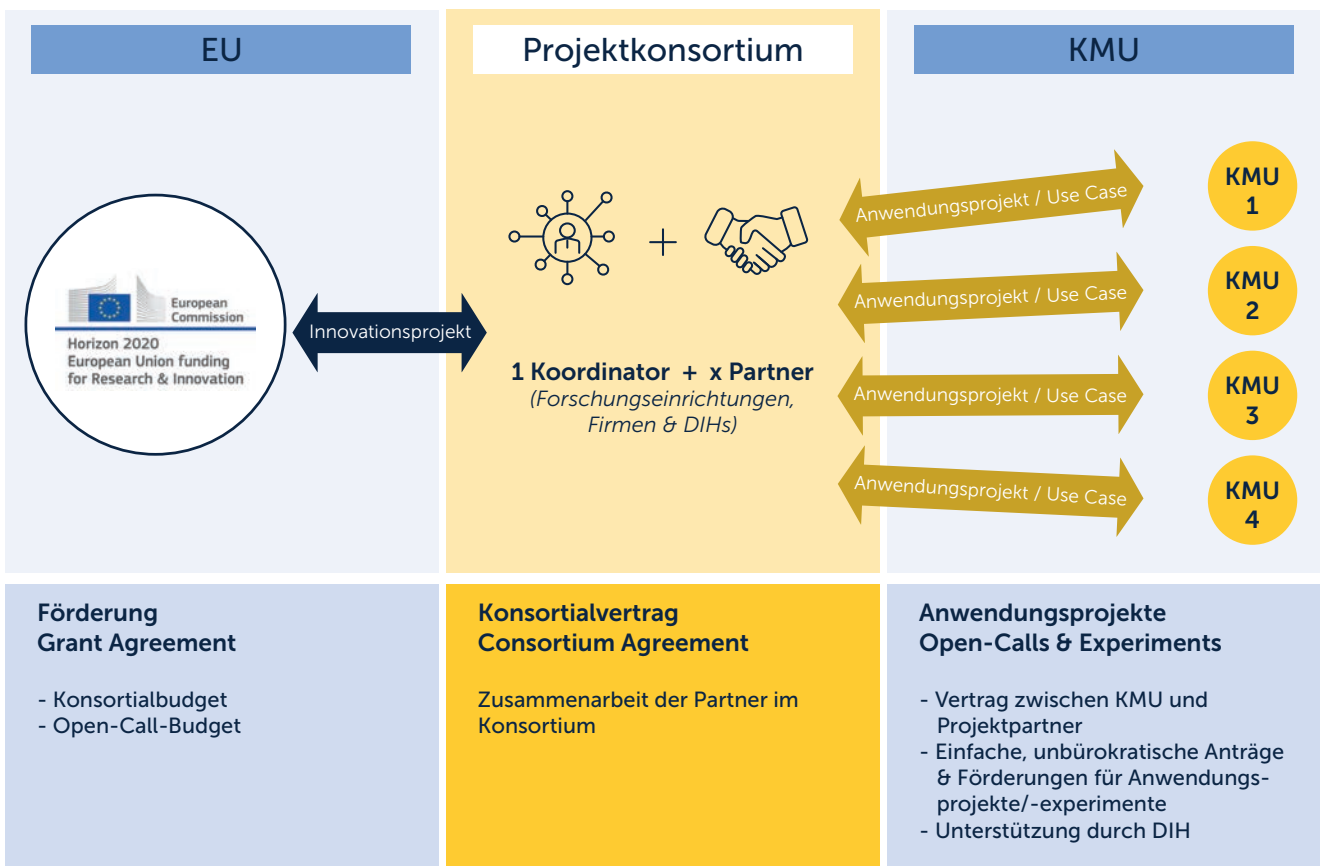 EU
Projektkonsortium
KMU
European
Commission
Horizon 2020
European Union funding
for Research & Innovation
Innovationsprojekt
+
1 Koordinator + x Partner
(Forschungseinrichtungen,
Firmen & DIHs)
Anwendungsprojekt / Use Case
KMU
1
Anwendungsprojekt / Use Case
KMU
2
Anwendungsprojekt / Use Case
KMU
3
Anwendungsprojekt / Use Case
KMU
4
Förderung
Grant Agreement
- Konsortialbudget
- Open-Call-Budget
Konsortialvertrag
Consortium Agreement
Zusammenarbeit der Partner im
Konsortium
Anwendungsprojekte
Open-Calls & Experiments
- Vertrag zwischen KMU und
Projektpartner
- Einfache, unbürokratische Anträge
& Förderungen für Anwendungs-
projekte/-experimente
- Unterstützung durch DIH